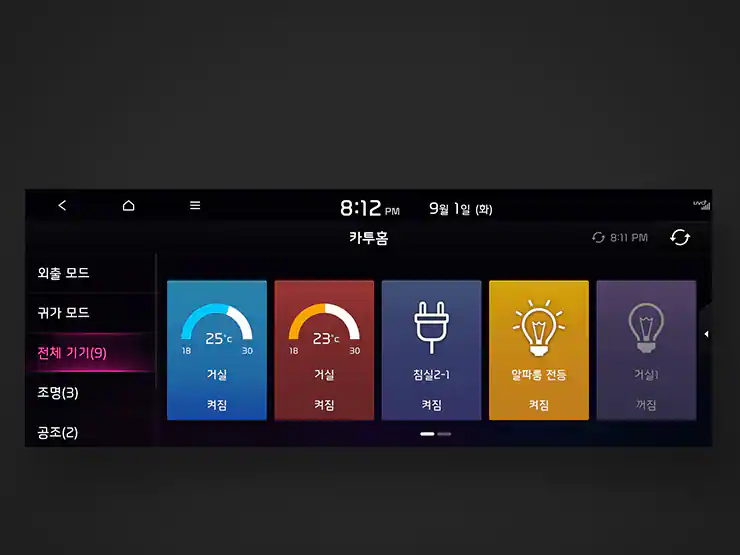 8:12 PM 9월 1일 (화)
UVO
카투홈
8:11 PM
외출 모드
귀가 모드
전체 기기(9)
조명(3)
공조(2)
25°c
18 30
거실
켜짐
23°c
18 30
거실
켜짐
침실2-1
켜짐
알파룸 전등
켜짐
거실1
꺼짐